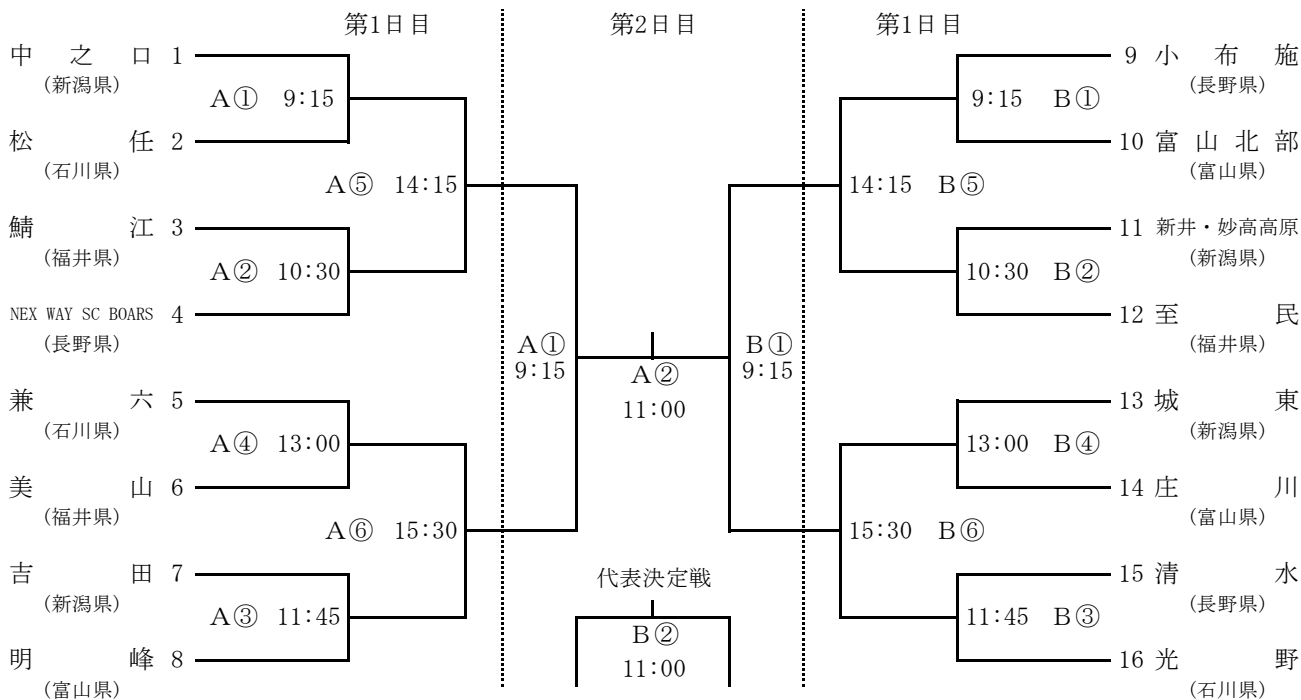 第1日目 第2日目 第1日目
中之口 1 9 小布施
(新潟県) (長野県)
A① 9:15 9:15 B①
松任 2 10 富山北部
(石川県) (富山県)
A⑤ 14:15 14:15 B⑤
鯖江 3 11 新井・妙高高原
(福井県) (新潟県)
A② 10:30 10:30 B②
NEX WAY SC BOARS 4 12 至民
(長野県) (福井県)
A① B①
9:15 9:15
A②
11:00
兼六 5 13 城東
(石川県) (新潟県)
A④ 13:00 13:00 B④
美山 6 14 庄川
(福井県) (富山県)
A⑥ 15:30 15:30 B⑥
吉田 7 代表決定戦 15 清水
(新潟県) (長野県)
A③ 11:45 11:45 B③
B②
11:00
明峰 8 16 光野
(富山県) (石川県)